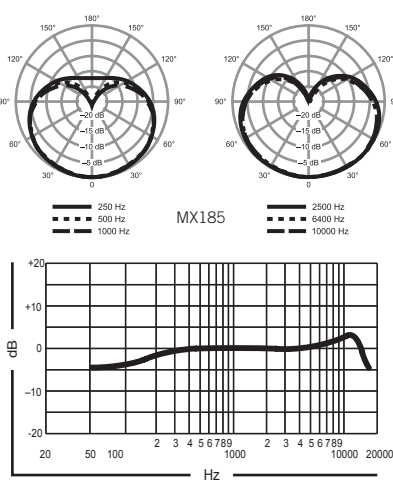 180°
150° 150°
120° 120°
90° 90°
60° 60°
30° 30°
0
–20 dB
–15 dB
–10 dB
–5 dB
180°
150° 150°
120° 120°
90° 90°
60° 60°
30° 30°
0
–20 dB
–15 dB
–10 dB
–5 dB
250 Hz
500 Hz
1000 Hz
MX185
2500 Hz
6400 Hz
10000 Hz
+20
+10
0
–10
-20
dB
20 50 100 2 3 4 5 6 7 8 9 1000 2 3 4 5 6 7 8 9 10000 20000
Hz